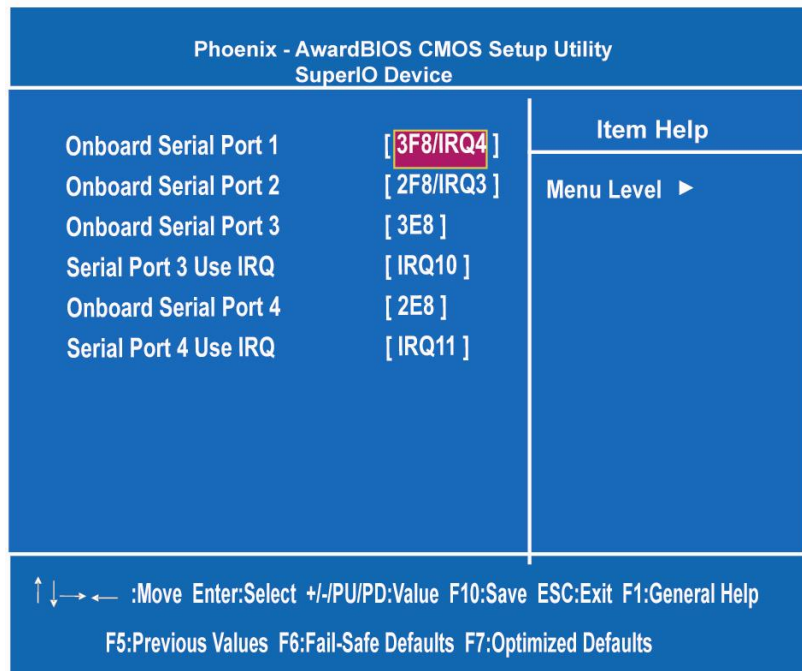 Phoenix - AwardBIOS CMOS Setup Utility
SuperIO Device
Onboard Serial Port 1 [ 3F8/IRQ4 ]
Onboard Serial Port 2 [ 2F8/IRQ3 ]
Onboard Serial Port 3 [ 3E8 ]
Serial Port 3 Use IRQ [ IRQ10 ]
Onboard Serial Port 4 [ 2E8 ]
Serial Port 4 Use IRQ [ IRQ11 ]
Item Help
Menu Level ►
↑↓→← :Move Enter:Select +/-/PU/PD:Value F10:Save ESC:Exit F1:General Help
F5:Previous Values F6:Fail-Safe Defaults F7:Optimized Defaults